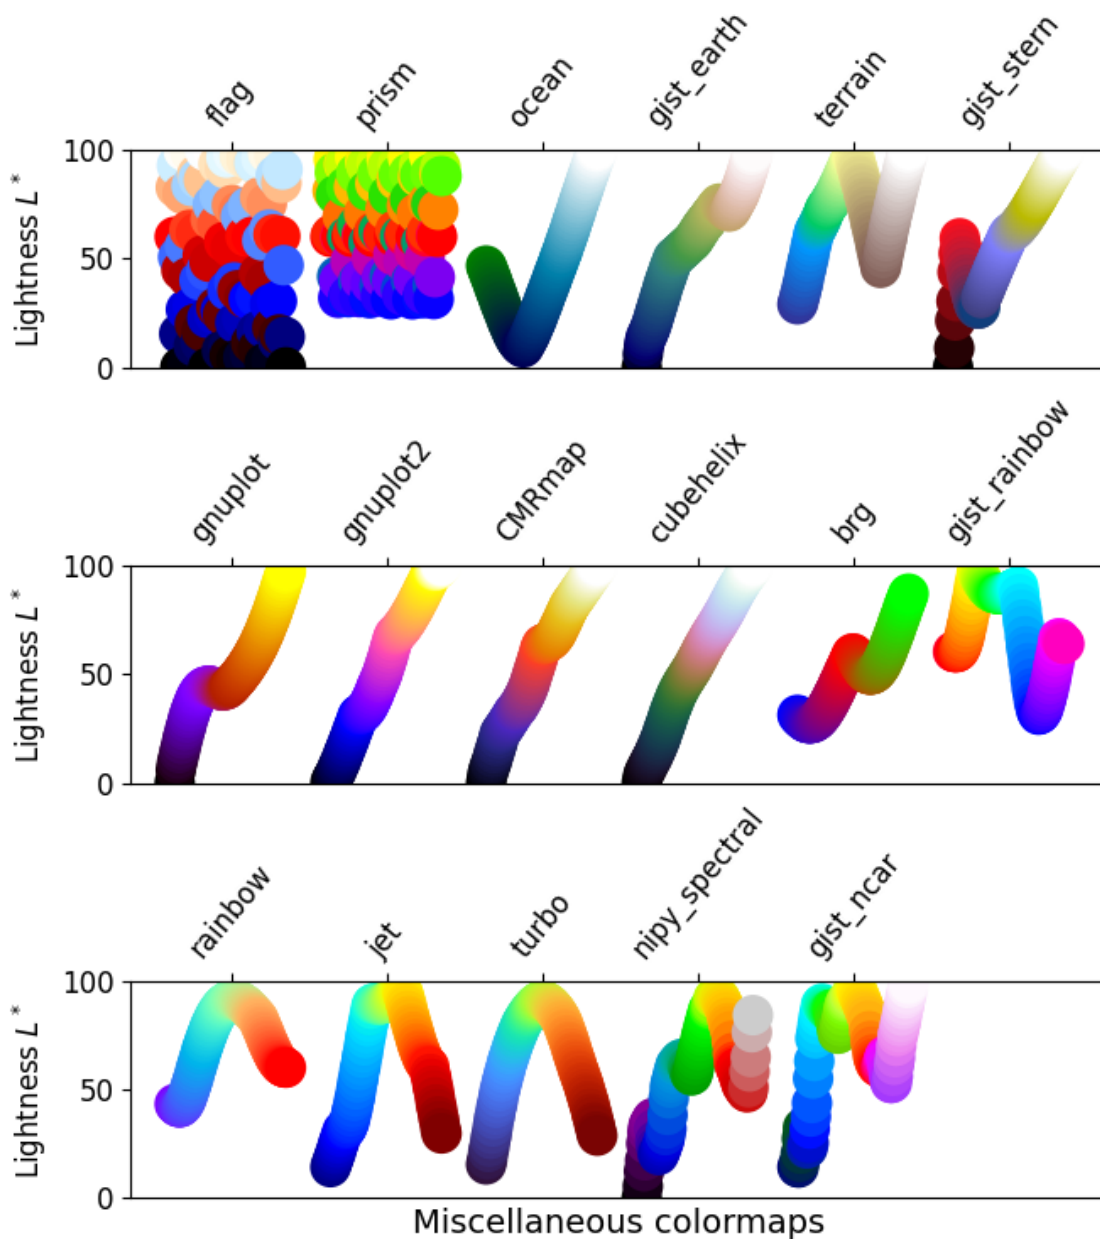 flag prism ocean gist_earth terrain gist_stern
100
Lightness L*
50
0
gnuplot gnuplot2 CMRmap cubehelix brg gist_rainbow
100
Lightness L*
50
0
rainbow jet turbo nipy_spectral gist_ncar
100
Lightness L*
50
0
Miscellaneous colormaps